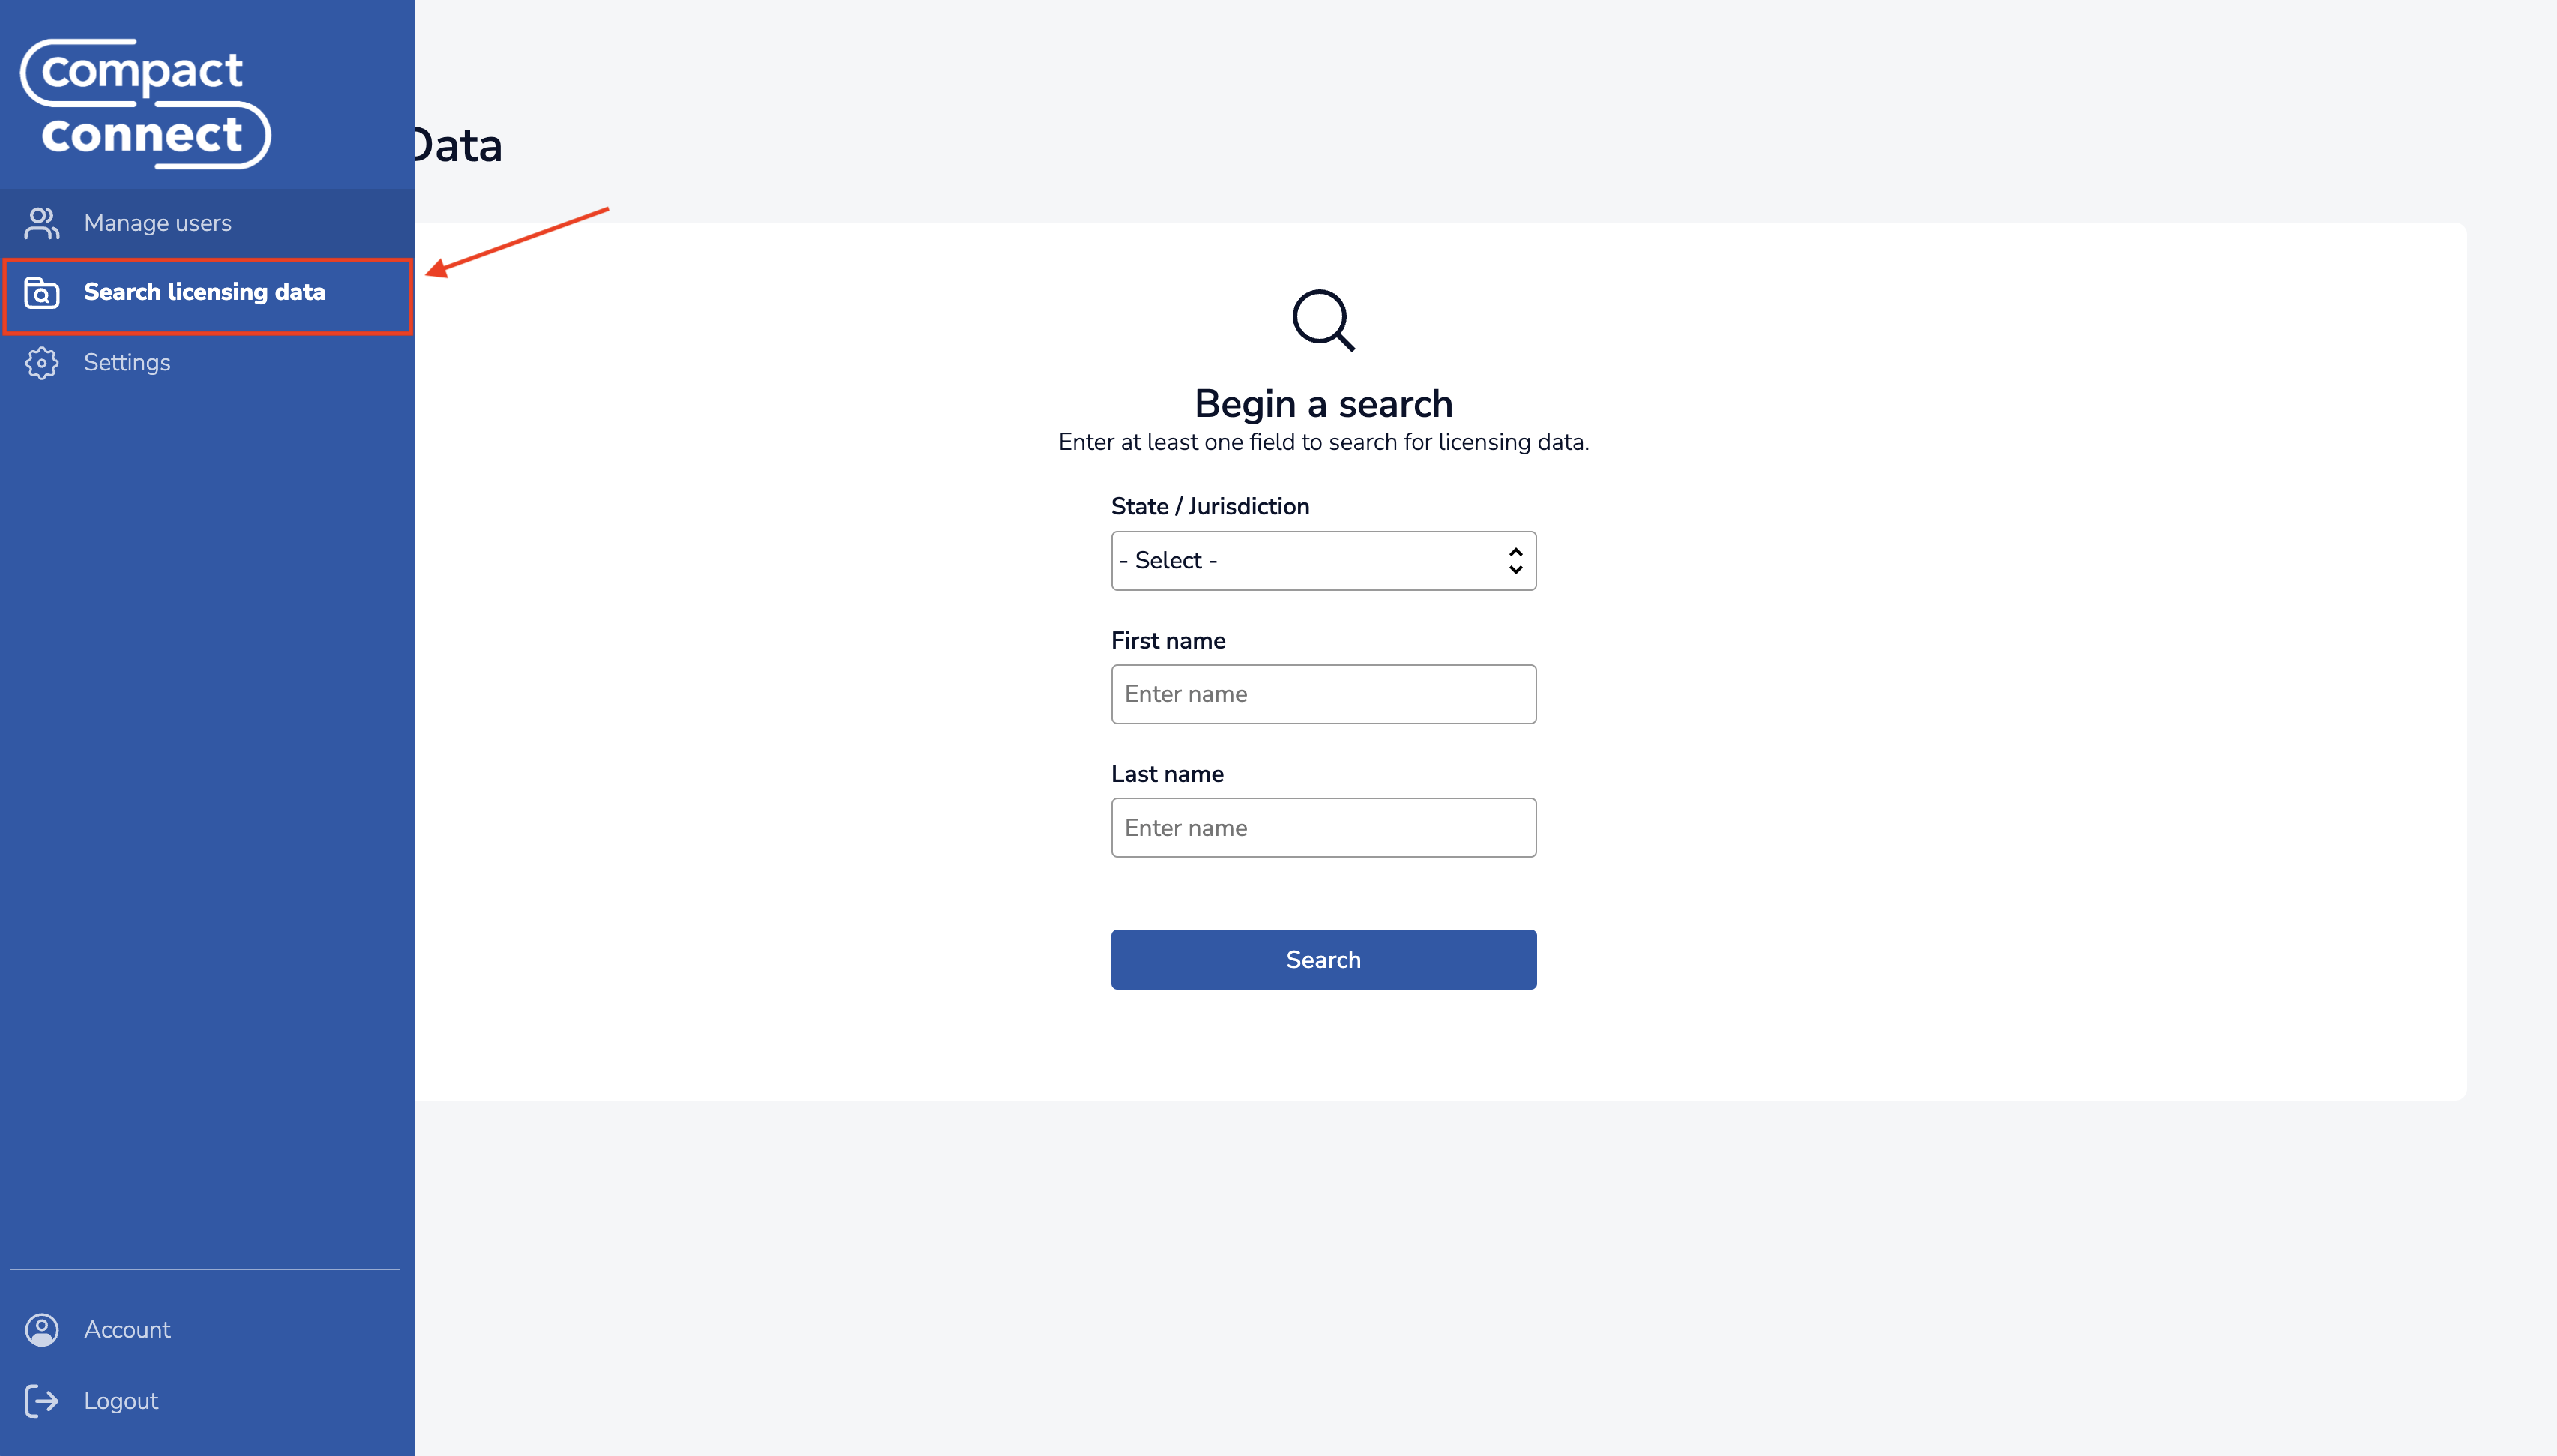 compact
connect
Manage users
Search licensing data
Settings
Account
Logout
Data
Begin a search
Enter at least one field to search for licensing data.
State / Jurisdiction
- Select -
First name
Enter name
Last name
Enter name
Search